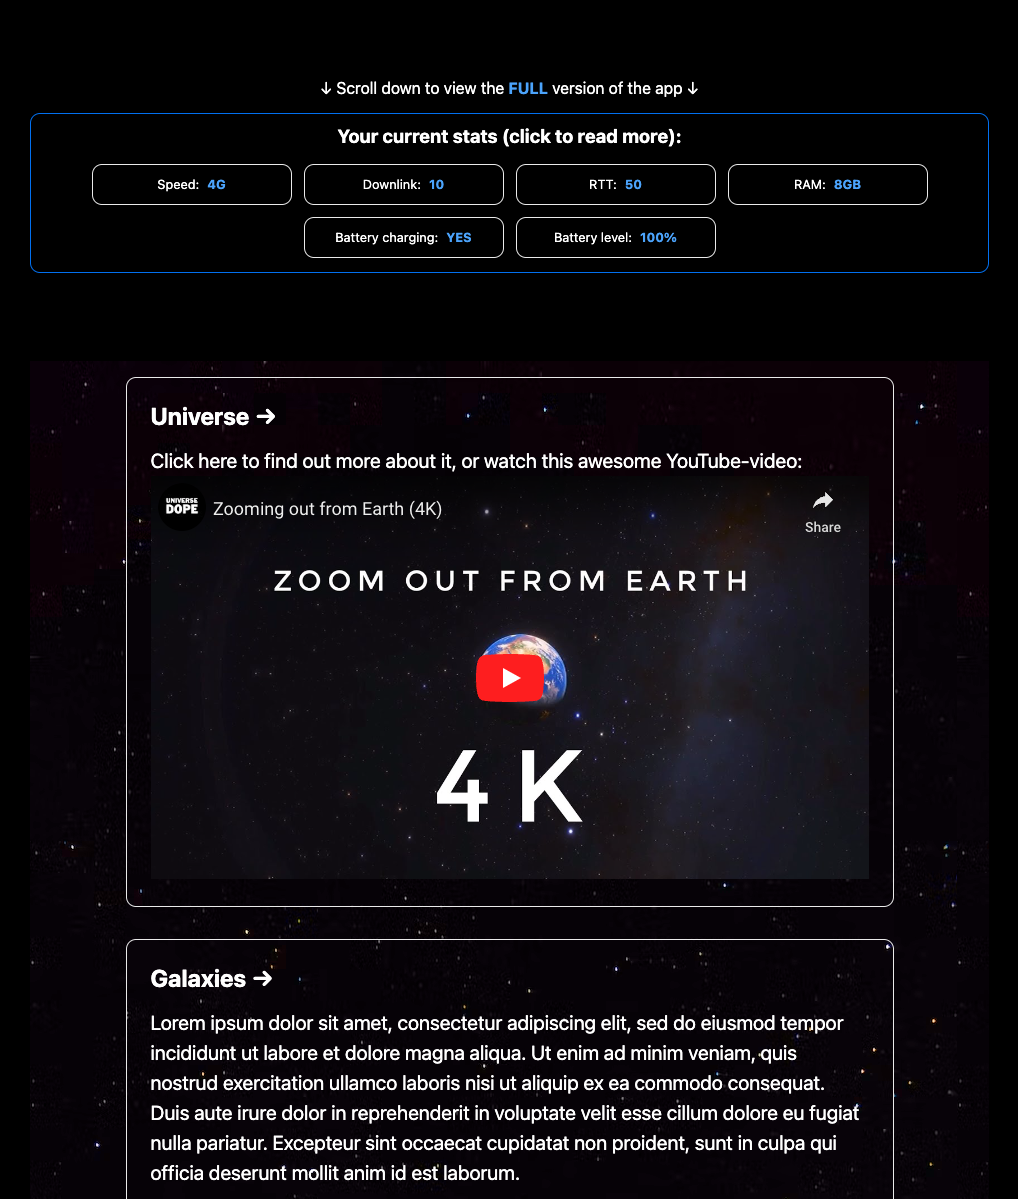 ↓ Scroll down to view the FULL version of the app ↓
Your current stats (click to read more):
Speed: 4G
Downlink: 10
RTT: 50
RAM: 8GB
Battery charging: YES
Battery level: 100%
Universe →
Click here to find out more about it, or watch this awesome YouTube-video:
UNIVERSE
DOPE
Zooming out from Earth (4K)
Share
ZOOM OUT FROM EARTH
4 K
Galaxies →
Lorem ipsum dolor sit amet, consectetur adipiscing elit, sed do eiusmod tempor
incididunt ut labore et dolore magna aliqua. Ut enim ad minim veniam, quis
nostrud exercitation ullamco laboris nisi ut aliquip ex ea commodo consequat.
Duis aute irure dolor in reprehenderit in voluptate velit esse cillum dolore eu fugiat
nulla pariatur. Excepteur sint occaecat cupidatat non proident, sunt in culpa qui
officia deserunt mollit anim id est laborum.